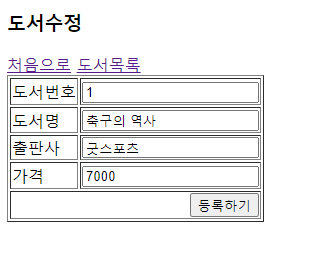 도서수정
처음으로 도서목록
도서번호 1
도서명 축구의 역사
출판사 굿스포츠
가격 7000
등록하기